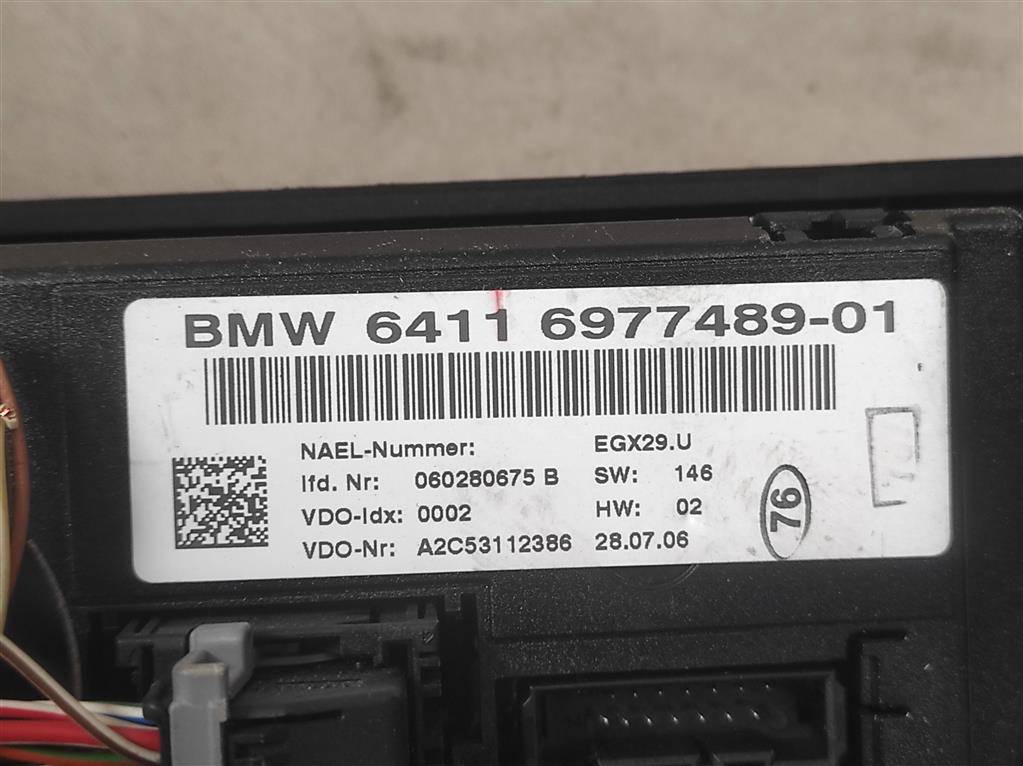 BMW 6411 6977489-01
NAEL-Nummer: EGX29.U
lfd. Nr: 060280675 B SW: 146
VDO-Idx: 0002 HW: 02
VDO-Nr: A2C53112386 28.07.06
76